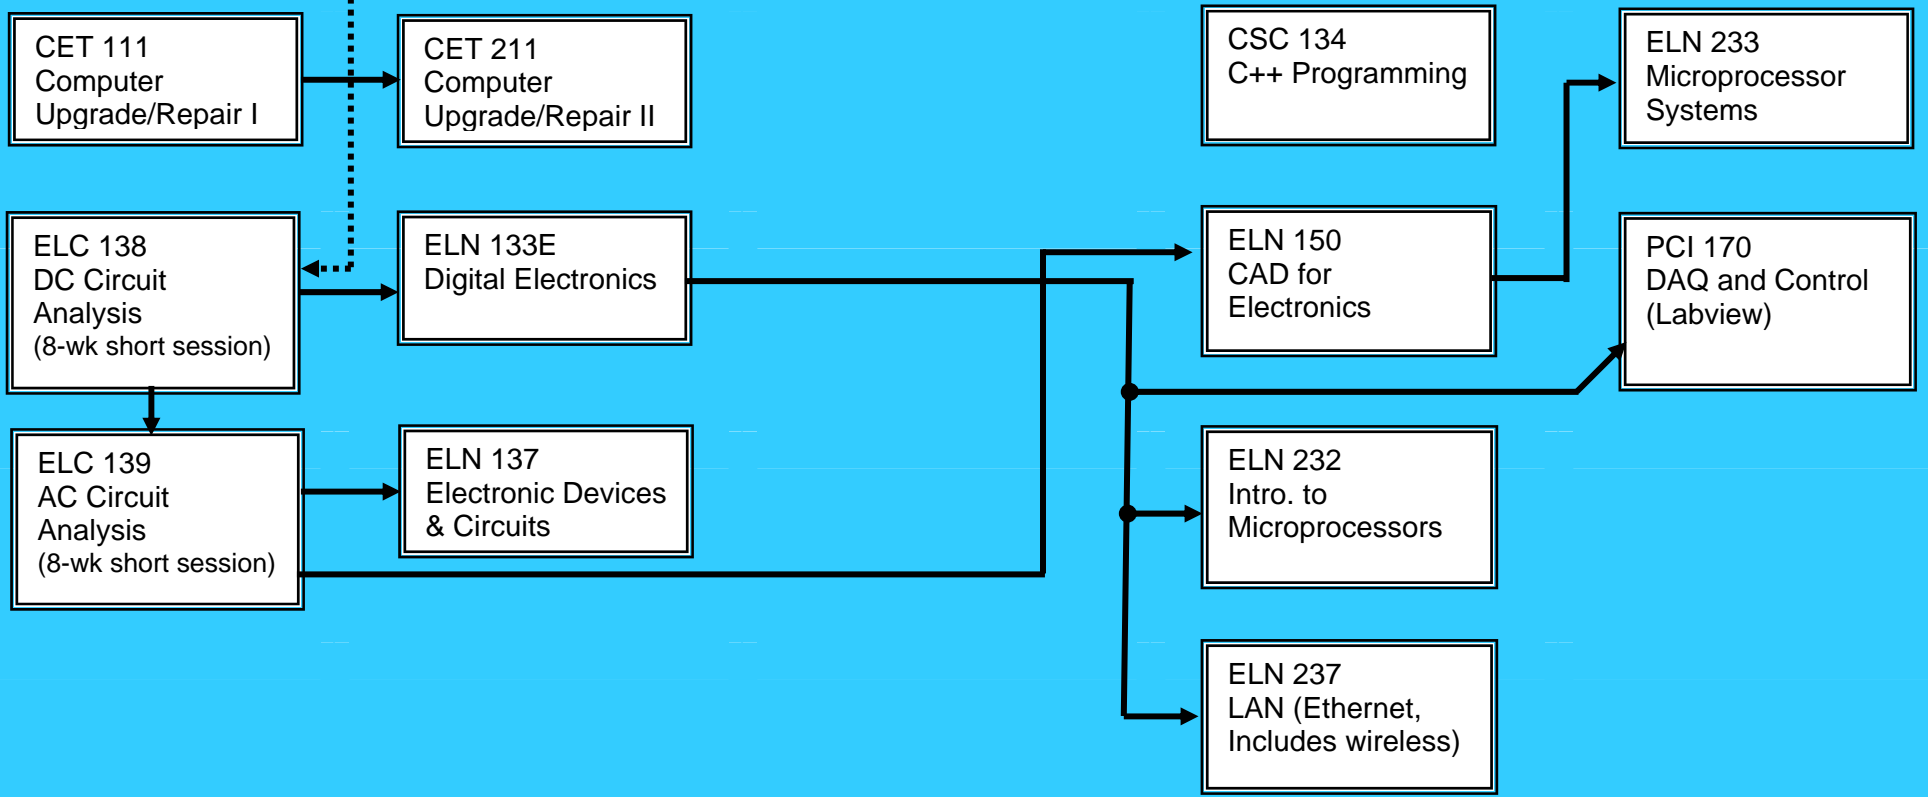 CET 111
Computer
Upgrade/Repair I
CET 211
Computer
Upgrade/Repair II
CSC 134
C++ Programming
ELN 233
Microprocessor
Systems
ELC 138
DC Circuit
Analysis
(8-wk short session)
ELN 133E
Digital Electronics
ELN 150
CAD for
Electronics
PCI 170
DAQ and Control
(Labview)
ELC 139
AC Circuit
Analysis
(8-wk short session)
ELN 137
Electronic Devices
& Circuits
ELN 232
Intro. to
Microprocessors
ELN 237
LAN (Ethernet,
Includes wireless)